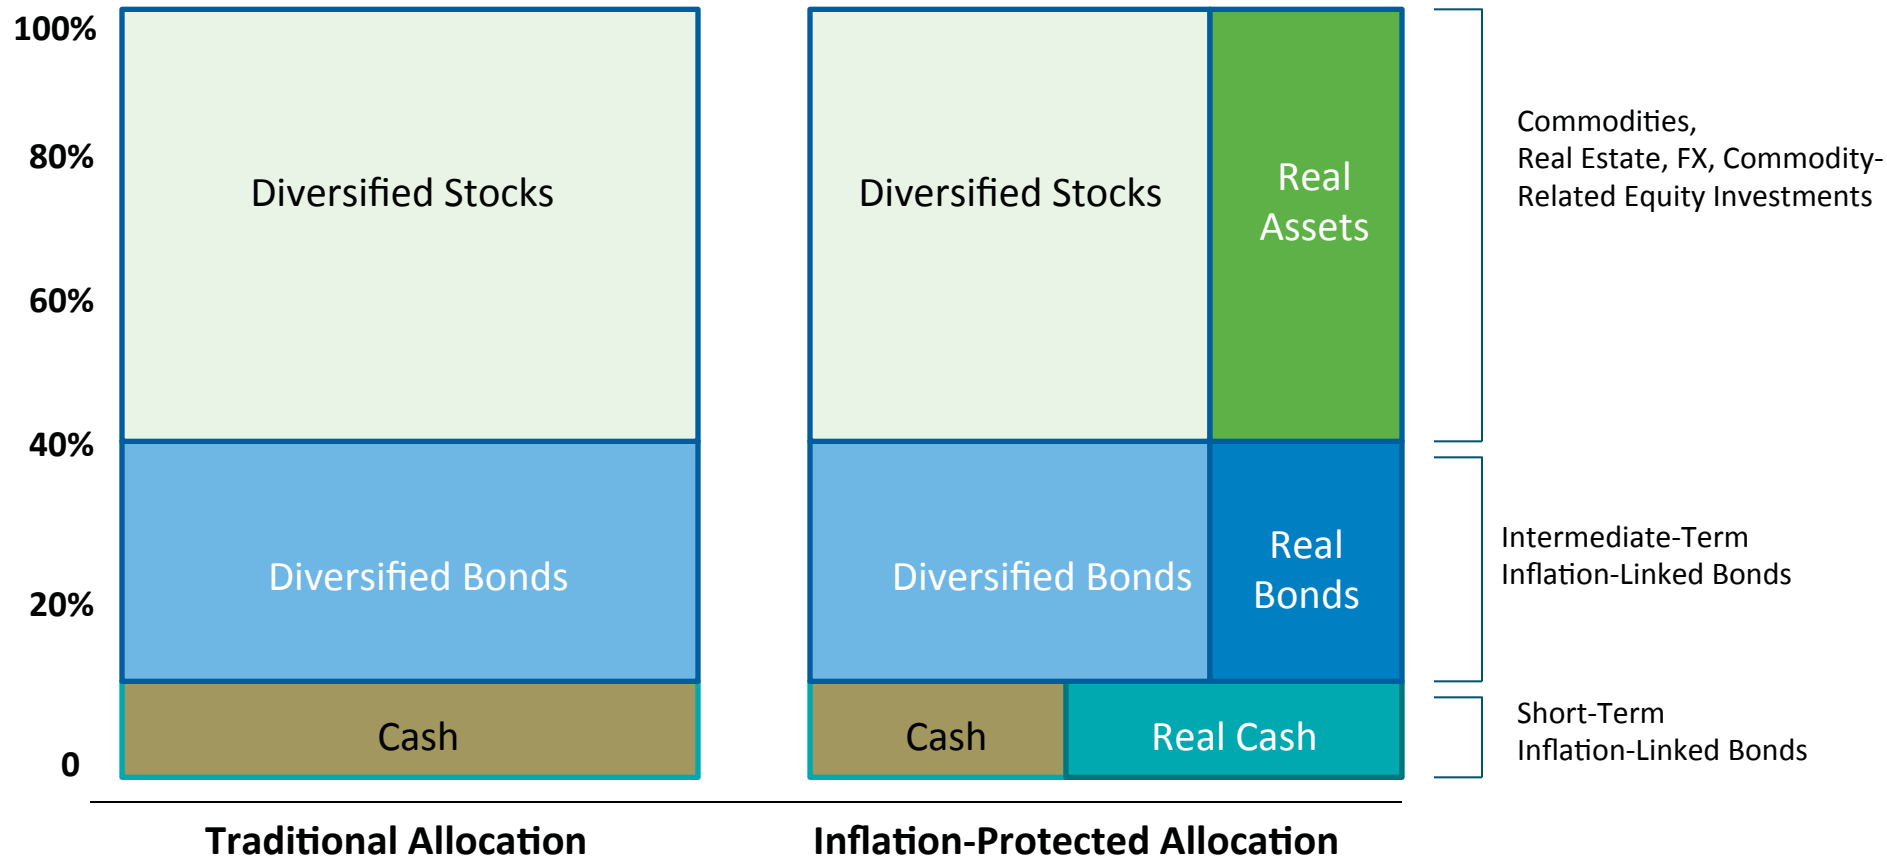 100%
80%
60%
40%
20%
0
Diversified Stocks
Diversified Bonds
Cash
Traditional Allocation
Diversified Stocks
Real
Assets
Diversified Bonds
Real
Bonds
Cash
Real Cash
Inflation-Protected Allocation
Commodities,
Real Estate, FX, Commodity-
Related Equity Investments
Intermediate-Term
Inflation-Linked Bonds
Short-Term
Inflation-Linked Bonds